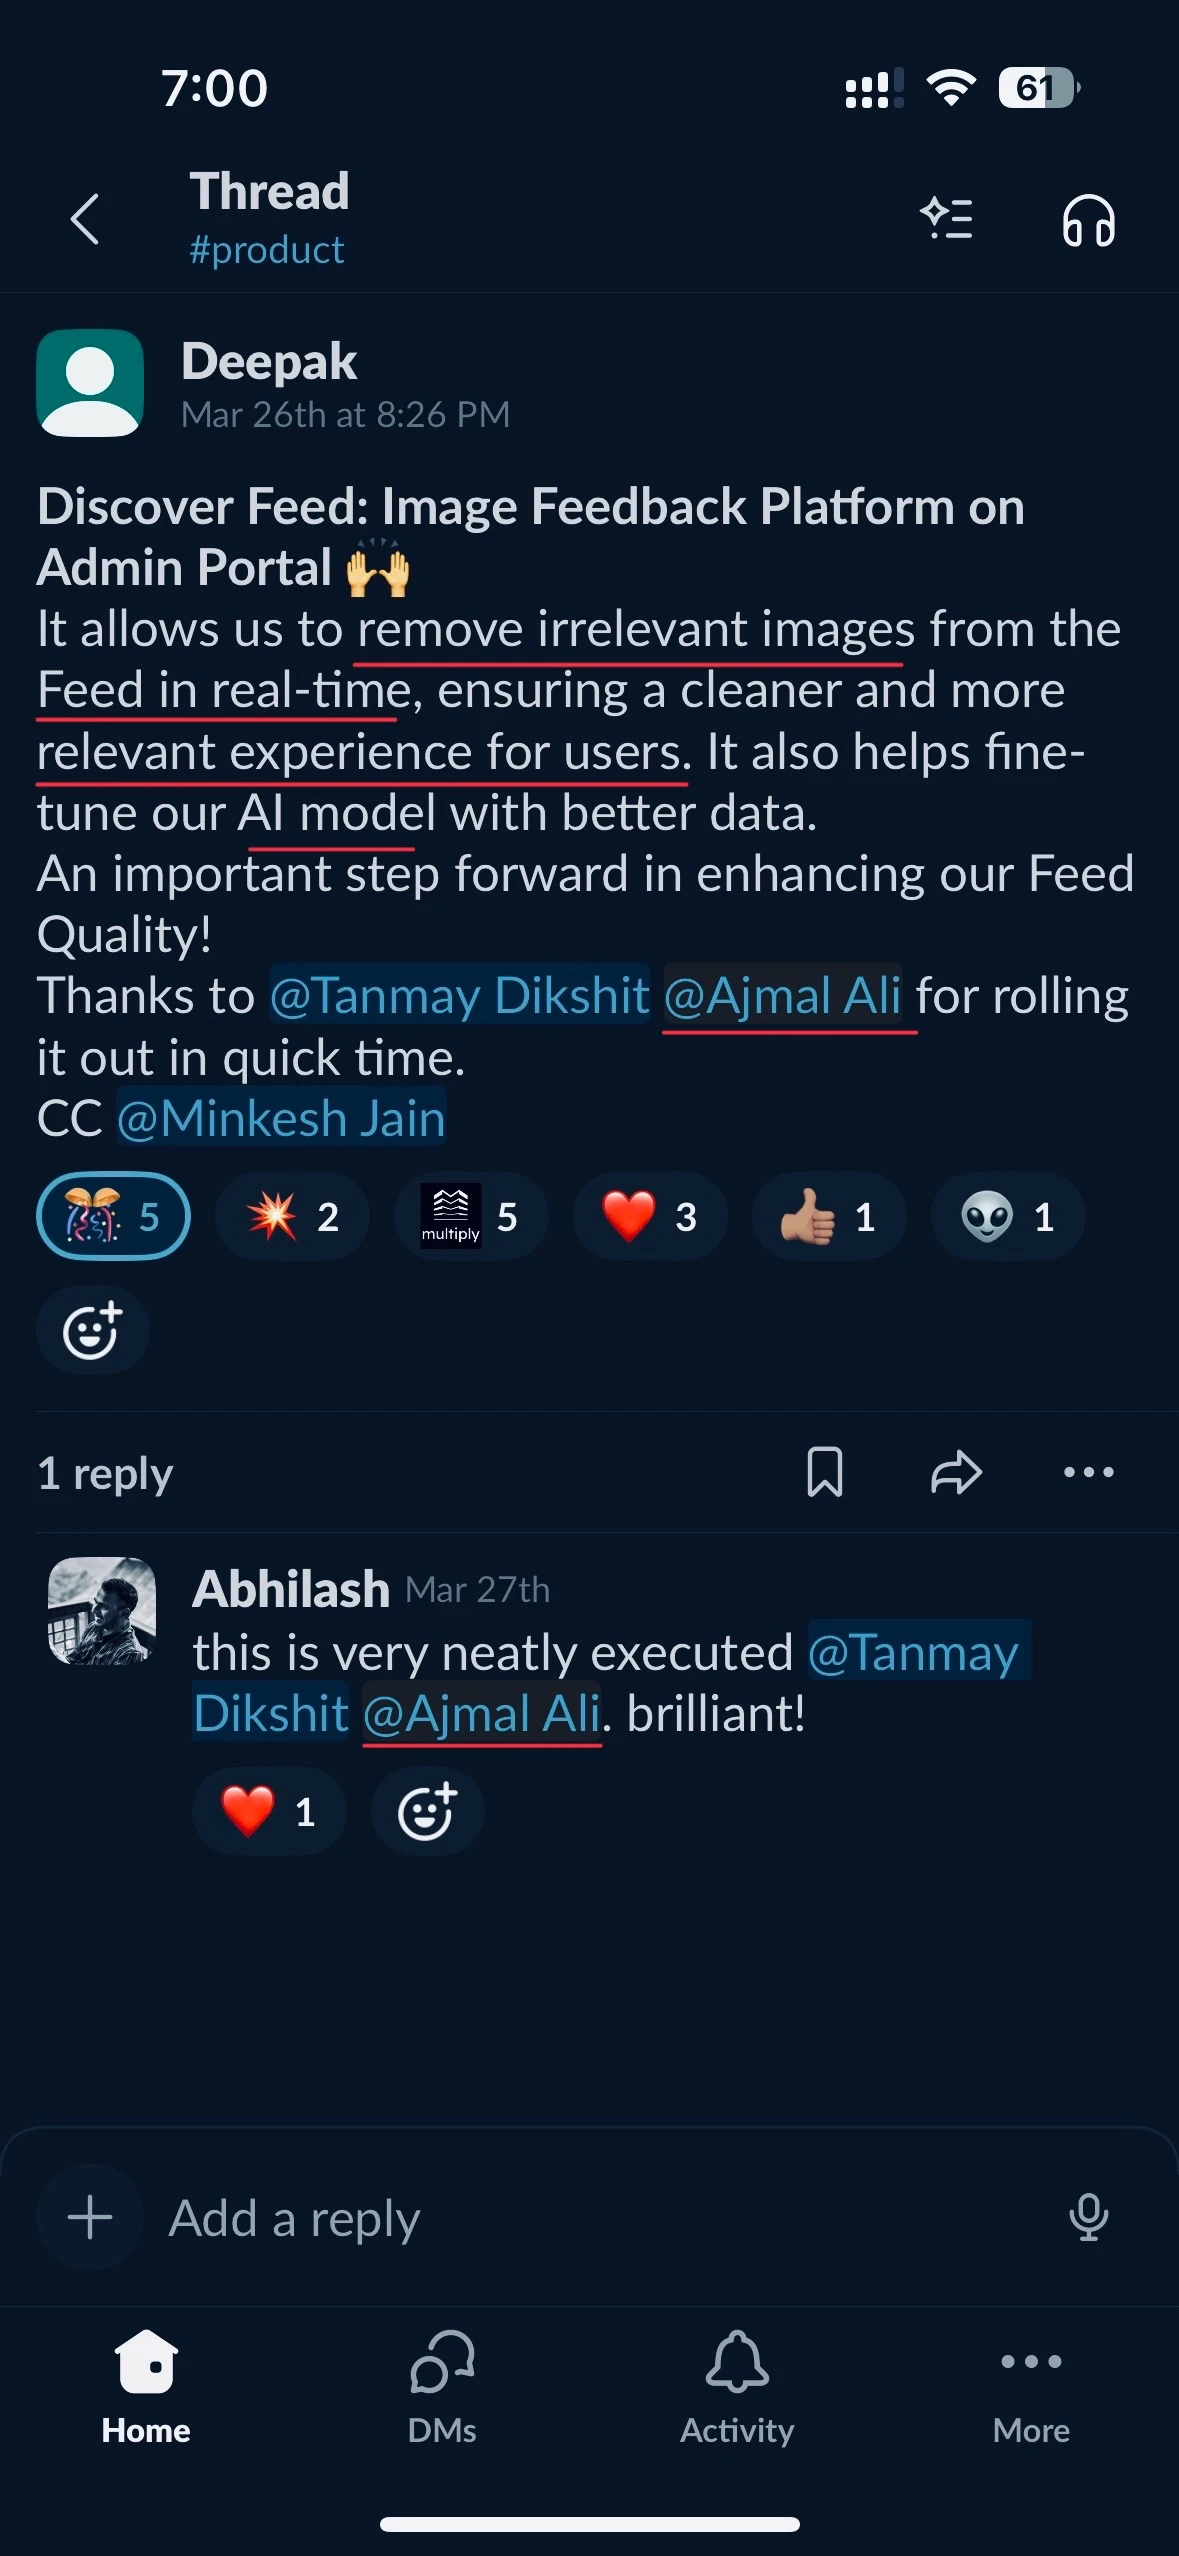 7:00
61
Thread
#product
Deepak
Mar 26th at 8:26 PM
Discover Feed: Image Feedback Platform on
Admin Portal 🙌
It allows us to remove irrelevant images from the
Feed in real-time, ensuring a cleaner and more
relevant experience for users. It also helps fine-
tune our AI model with better data.
An important step forward in enhancing our Feed
Quality!
Thanks to @Tanmay Dikshit @Ajmal Ali for rolling
it out in quick time.
CC @Minkesh Jain
🎊 5 💥 2 multiply 5 ❤️ 3 👍🏽 1 👽 1
1 reply
Abhilash Mar 27th
this is very neatly executed @Tanmay
Dikshit @Ajmal Ali. brilliant!
❤️ 1
Add a reply
Home DMs Activity More